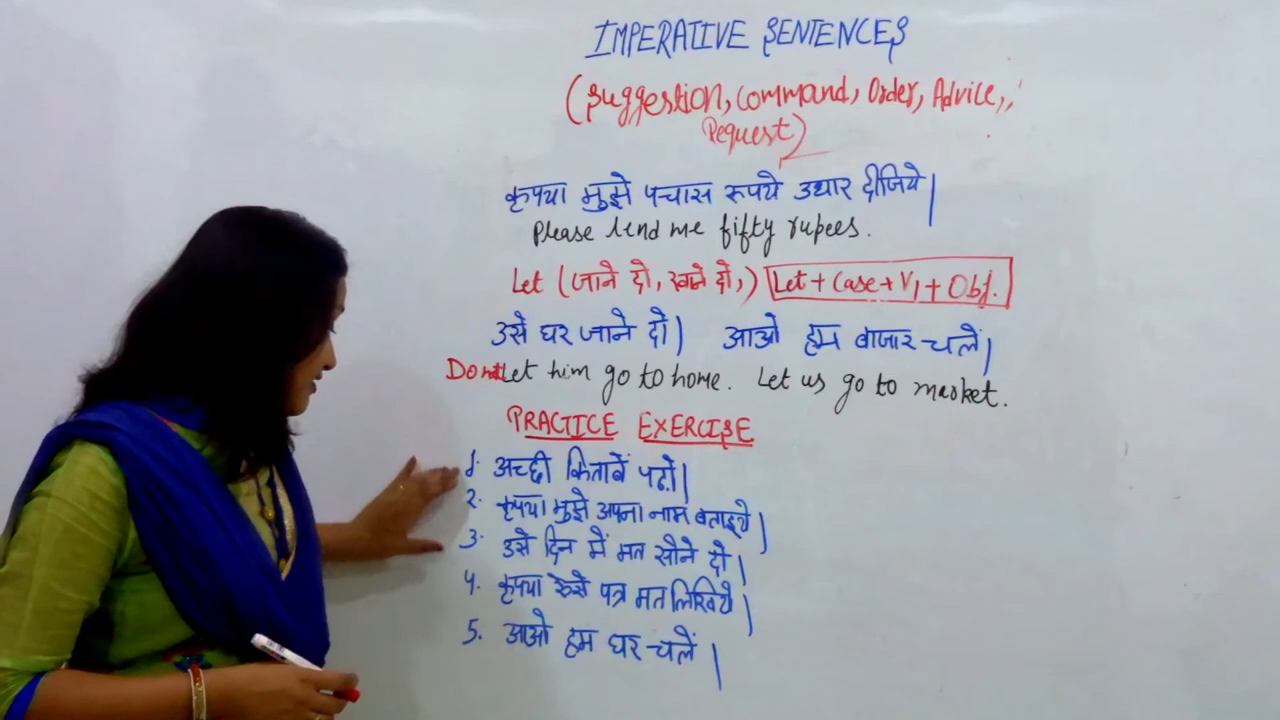 IMPERATIVE SENTENCES
(Suggestion, Command, Order, Advice,,
Request)
कृपया मुझे पचास रूपये उधार दीजिये|
Please lend me fifty rupees.
Let (जाने दो, खाने दो,) Let + Case + V1 + Obj.
उसे घर जाने दो| आओ हम बाजार चलें|
Do not Let him go to home. Let us go to market.
PRACTICE EXERCISE
1. अच्छी किताबें पढ़ो|
2. कृपया मुझे अपना नाम बताइये|
3. उसे दिन में मत सोने दो|
4. कृपया ऐसे पत्र मत लिखिये|
5. आओ हम घर चलें|